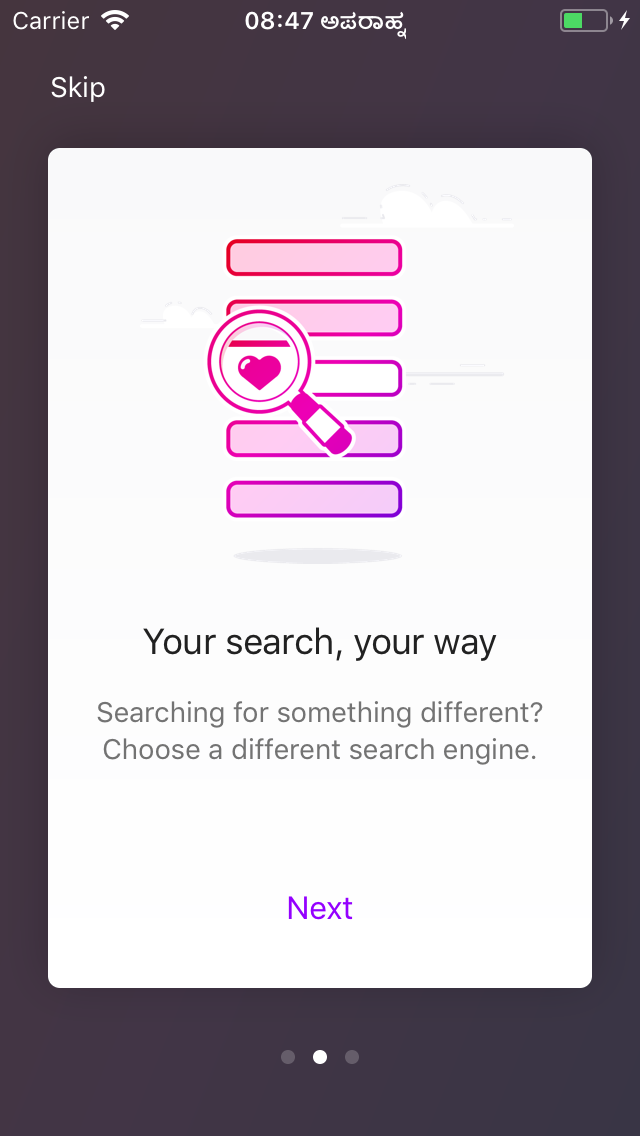 Carrier 08:47 ಅಪರಾಹ್ನ
Skip
Your search, your way
Searching for something different?
Choose a different search engine.
Next